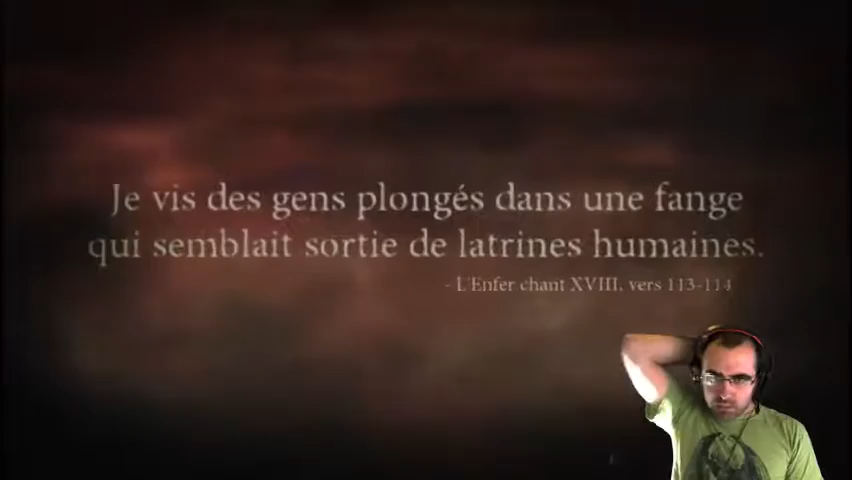 Je vis des gens plongés dans une fange
qui semblait sortie de latrines humaines.
- L'Enfer chant XVIII, vers 113-114